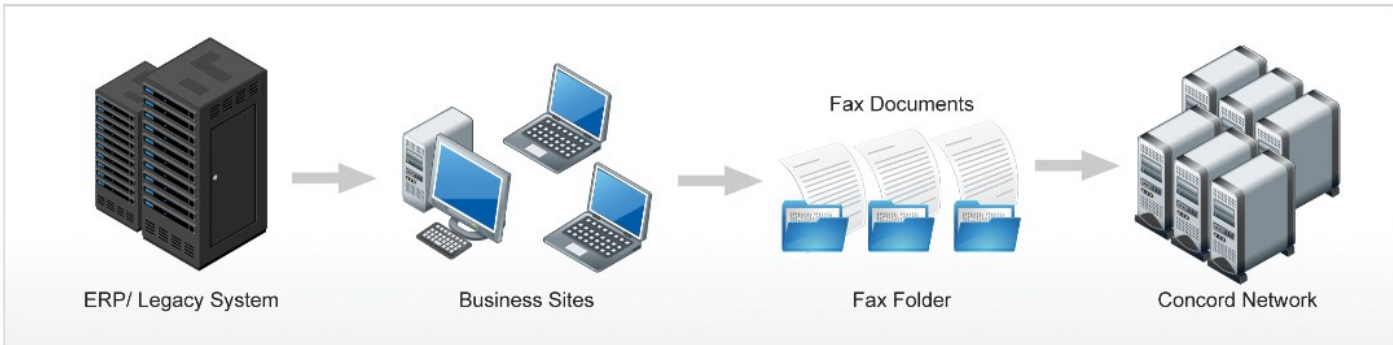 Fax Documents
ERP/ Legacy System
Business Sites
Fax Folder
Concord Network